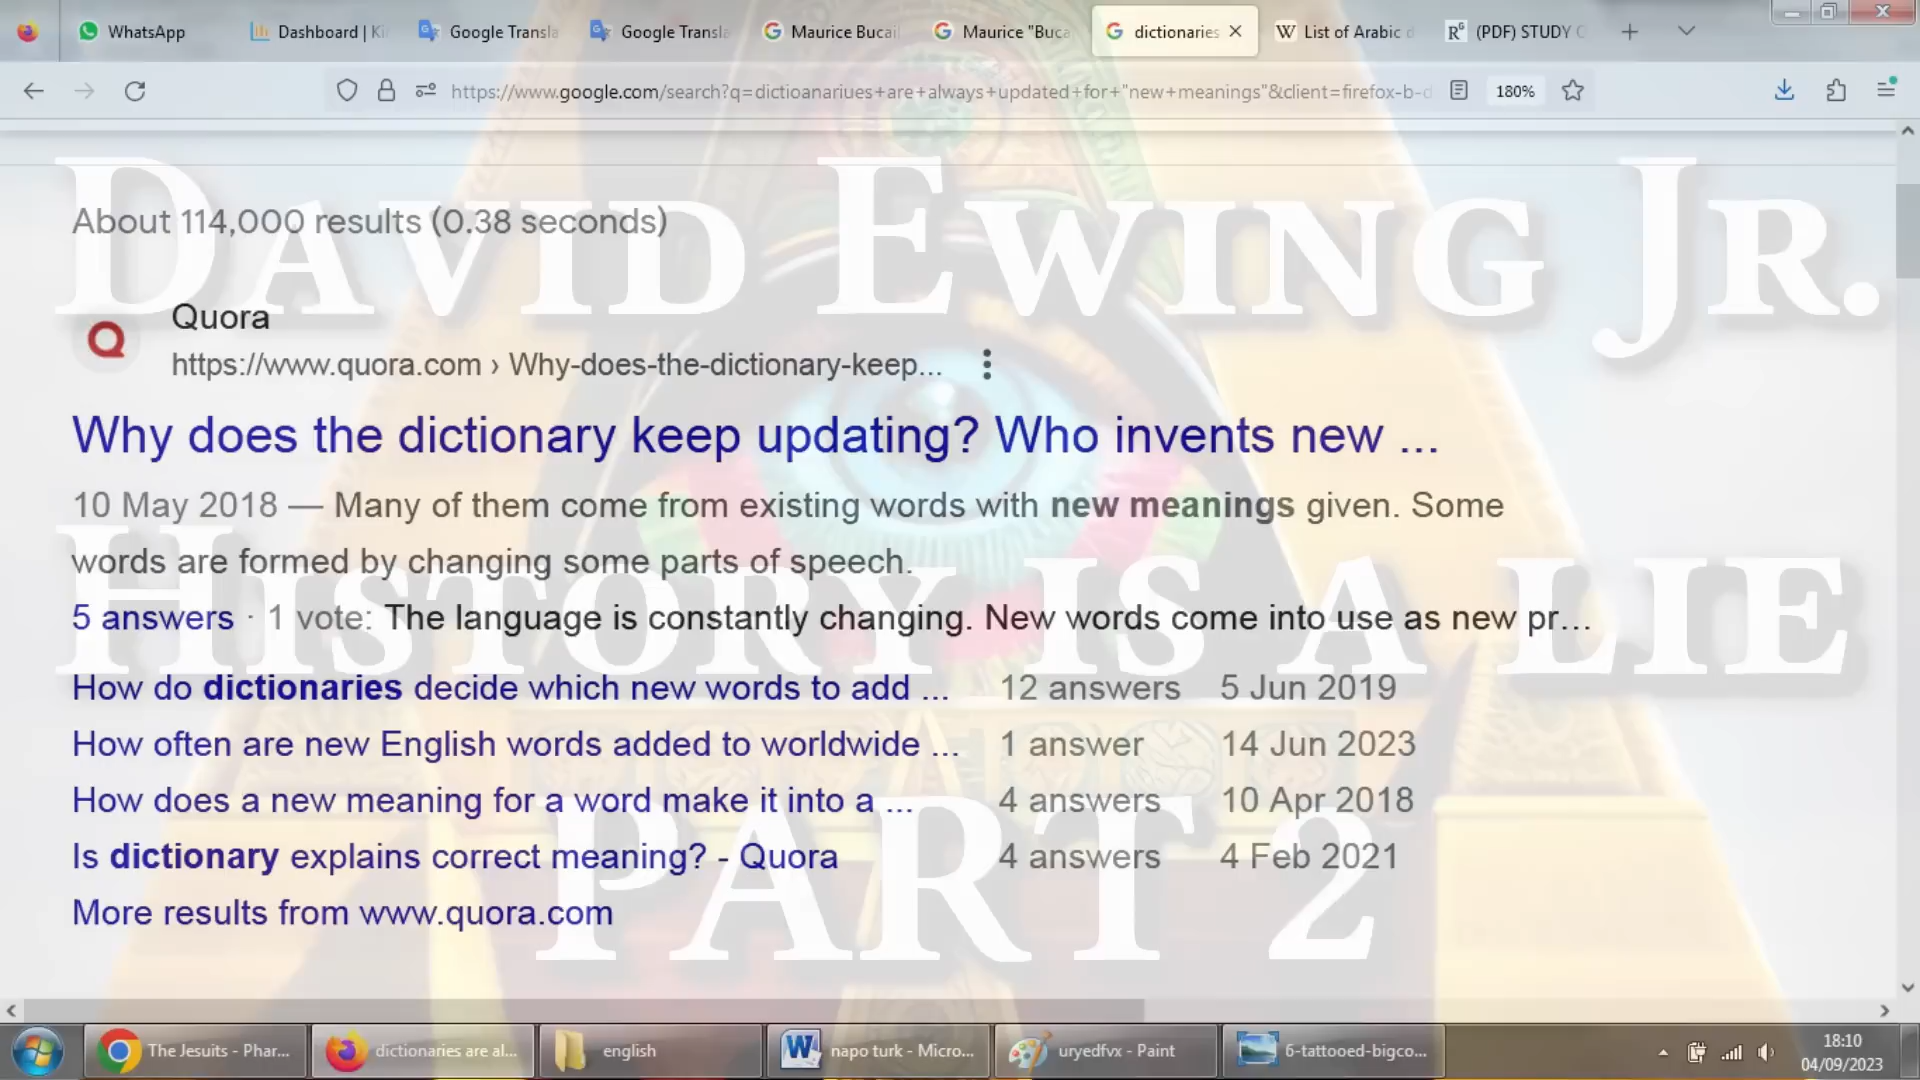 WhatsApp
Dashboard | Ki
Google Transla
Google Transla
Maurice Bucai
Maurice "Buca
dictionaries
List of Arabic d
(PDF) STUDY
https://www.google.com/search?q=dictioanariues+are+always+updated+for+"new+meanings"&client=firefox-b-d
180%
DAVID EWING JR.
About 114,000 results (0.38 seconds)
Quora
https://www.quora.com › Why-does-the-dictionary-keep...
Why does the dictionary keep updating? Who invents new ...
10 May 2018 — Many of them come from existing words with new meanings given. Some
words are formed by changing some parts of speech.
HISTORY IS A LIE
5 answers · 1 vote: The language is constantly changing. New words come into use as new pr...
How do dictionaries decide which new words to add ... 12 answers 5 Jun 2019
How often are new English words added to worldwide ... 1 answer 14 Jun 2023
How does a new meaning for a word make it into a ... 4 answers 10 Apr 2018
Is dictionary explains correct meaning? - Quora 4 answers 4 Feb 2021
PART 2
More results from www.quora.com
The Jesuits - Phar...
dictionaries are al...
english
napo turk - Micro...
uryedfvx - Paint
6-tattooed-bigco...
18:10
04/09/2023